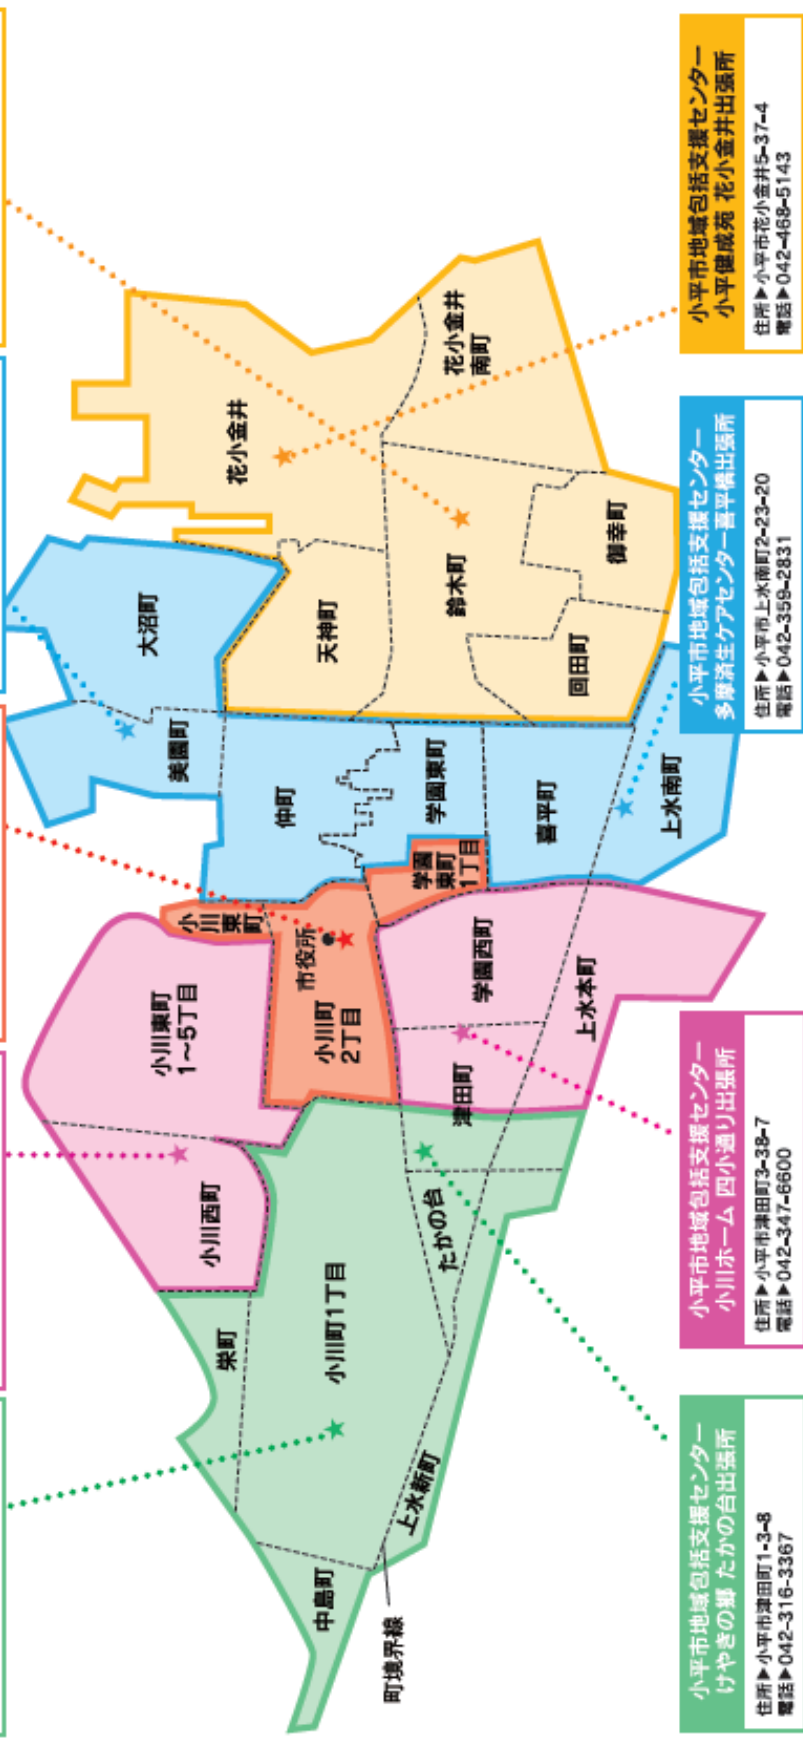 花小金井
花小金井
南町
大沼町
天神町
鈴木町
御幸町
回田町
美園町
仲町
学園東町
喜平町
上水南町
小川
東町
学園
東町
1丁目
市役所
小川町
2丁目
小川東町
1〜5丁目
学園西町
上水本町
津田町
小川西町
たかの台
栄町
小川町1丁目
上水新町
中島町
町境界線
小平市地域包括支援センター
けやきの郷 たかの台出張所
住所▶小平市津田町1-3-8
電話▶042-316-3367
小平市地域包括支援センター
小川ホーム 四小通り出張所
住所▶小平市津田町3-38-7
電話▶042-347-6600
小平市地域包括支援センター
多摩済生ケアセンター喜平橋出張所
住所▶小平市上水南町2-23-20
電話▶042-359-2831
小平市地域包括支援センター
小平健成苑 花小金井出張所
住所▶小平市花小金井5-37-4
電話▶042-468-5143